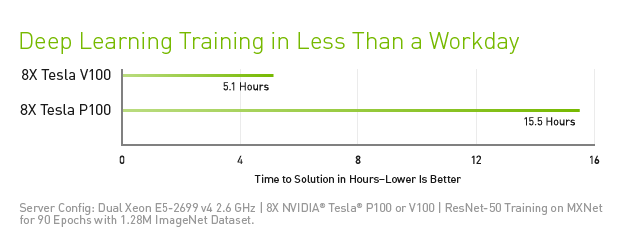 Deep Learning Training in Less Than a Workday
8X Tesla V100
5.1 Hours
8X Tesla P100
15.5 Hours
0 4 8 12 16
Time to Solution in Hours–Lower Is Better
Server Config: Dual Xeon E5-2699 v4 2.6 GHz | 8X NVIDIA® Tesla® P100 or V100 | ResNet-50 Training on MXNet
for 90 Epochs with 1.28M ImageNet Dataset.